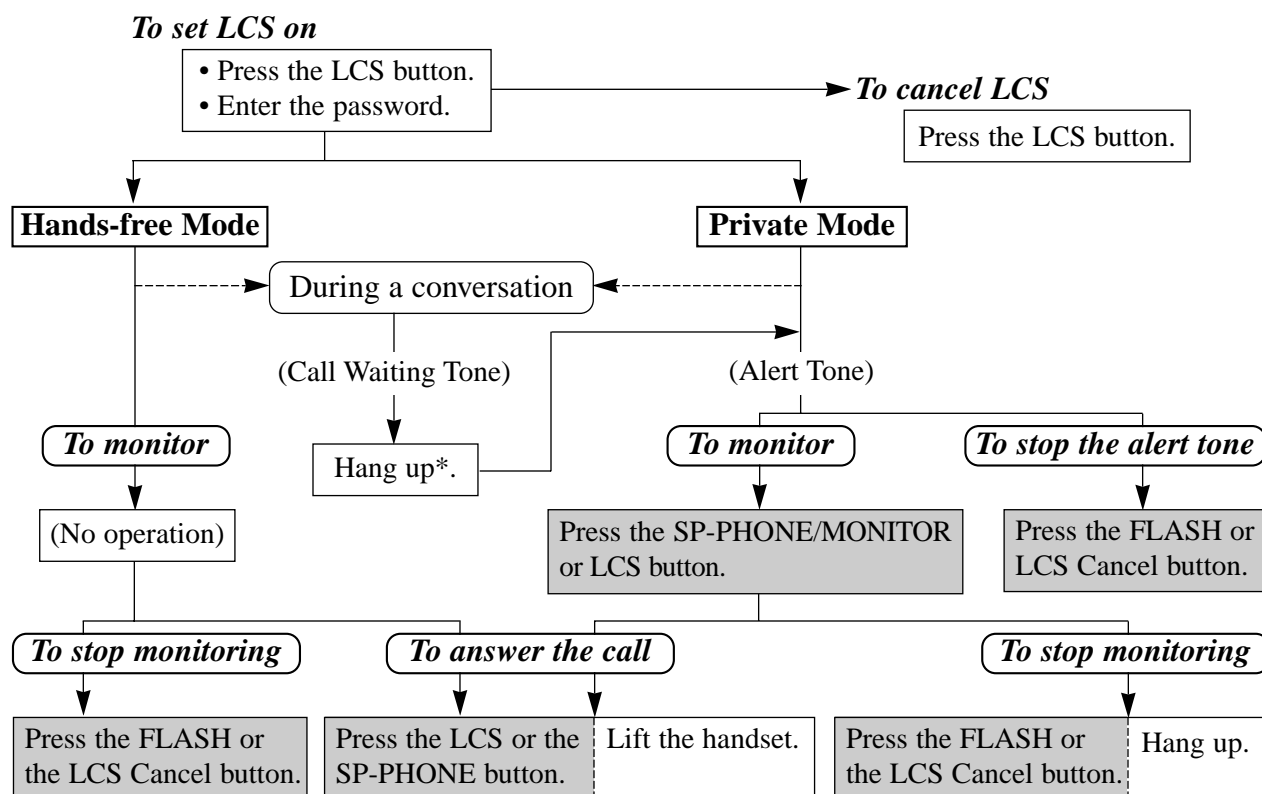 To set LCS on
• Press the LCS button.
• Enter the password.
To cancel LCS
Press the LCS button.
Hands-free Mode
Private Mode
During a conversation
(Call Waiting Tone)
(Alert Tone)
To monitor
Hang up*.
To monitor
To stop the alert tone
(No operation)
Press the SP-PHONE/MONITOR
or LCS button.
Press the FLASH or
LCS Cancel button.
To stop monitoring
To answer the call
To stop monitoring
Press the FLASH or
the LCS Cancel button.
Press the LCS or the
SP-PHONE button.
Lift the handset.
Press the FLASH or
the LCS Cancel button.
Hang up.